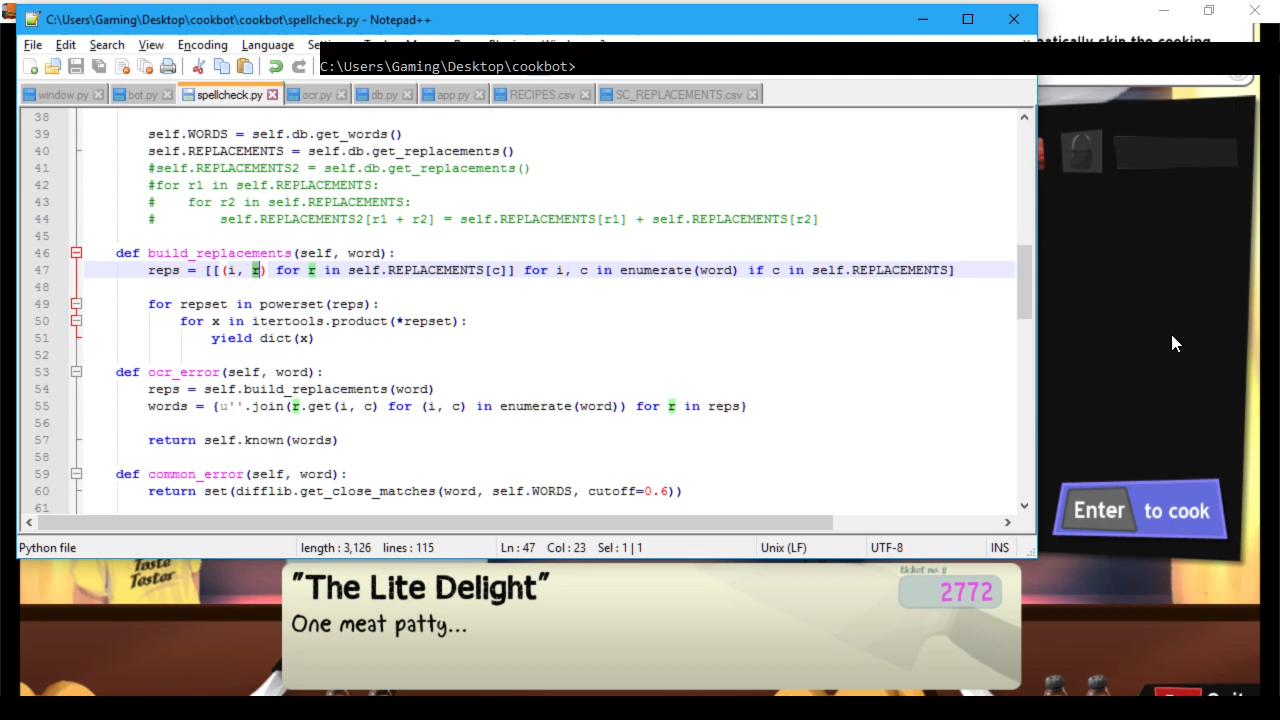 C:\Users\Gaming\Desktop\cookbot\cookbot\spellcheck.py - Notepad++
File Edit Search View Encoding Language
C:\Users\Gaming\Desktop\cookbot>
window.py bot.py spellcheck.py ocr.py db.py app.py RECIPES.csv SC_REPLACEMENTS.csv
38
39 self.WORDS = self.db.get_words()
40 self.REPLACEMENTS = self.db.get_replacements()
41 #self.REPLACEMENTS2 = self.db.get_replacements()
42 #for r1 in self.REPLACEMENTS:
43 #    for r2 in self.REPLACEMENTS:
44 #        self.REPLACEMENTS2[r1 + r2] = self.REPLACEMENTS[r1] + self.REPLACEMENTS[r2]
45
46 def build_replacements(self, word):
47 reps = [[(i, r) for r in self.REPLACEMENTS[c]] for i, c in enumerate(word) if c in self.REPLACEMENTS]
48
49 for repset in powerset(reps):
50 for x in itertools.product(*repset):
51 yield dict(x)
52
53 def ocr_error(self, word):
54 reps = self.build_replacements(word)
55 words = {u''.join(r.get(i, c) for (i, c) in enumerate(word)) for r in reps}
56
57 return self.known(words)
58
59 def common_error(self, word):
60 return set(difflib.get_close_matches(word, self.WORDS, cutoff=0.6))
61
Python file length : 3,126 lines : 115 Ln : 47 Col : 23 Sel : 1 | 1 Unix (LF) UTF-8 INS
Enter to cook
Taste
Tester
"The Lite Delight"
One meat patty...
ticket no.s
2772